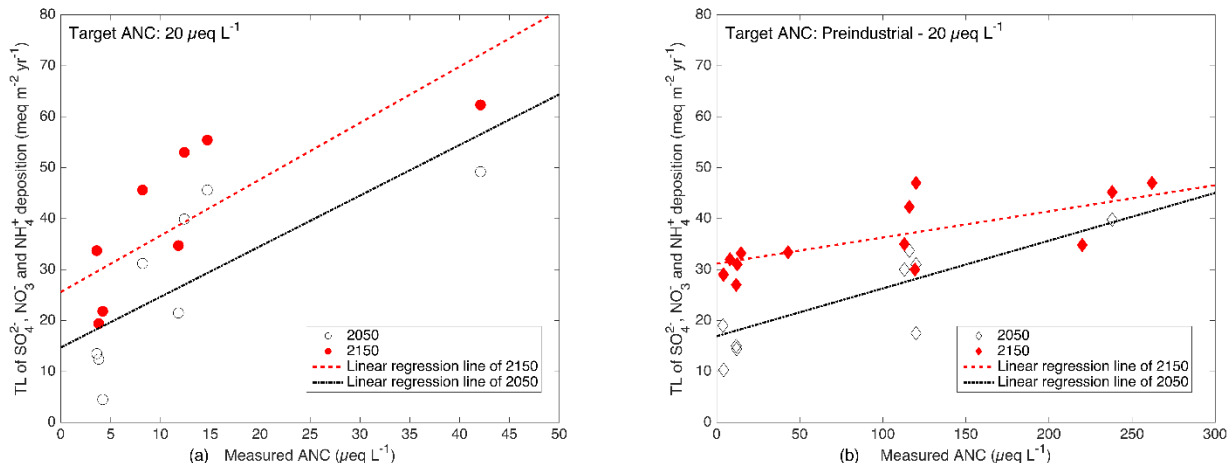 Target ANC: 20 μeq L⁻¹
TL of SO₄²⁻, NO₃⁻ and NH₄⁺ deposition (meq m⁻² yr⁻¹)
80
70
60
50
40
30
20
10
0
2050
2150
Linear regression line of 2150
Linear regression line of 2050
0 5 10 15 20 25 30 35 40 45 50
(a) Measured ANC (μeq L⁻¹)
Target ANC: Preindustrial - 20 μeq L⁻¹
TL of SO₄²⁻, NO₃⁻ and NH₄⁺ deposition (meq m⁻² yr⁻¹)
80
70
60
50
40
30
20
10
0
2050
2150
Linear regression line of 2150
Linear regression line of 2050
0 50 100 150 200 250 300
(b) Measured ANC (μeq L⁻¹)